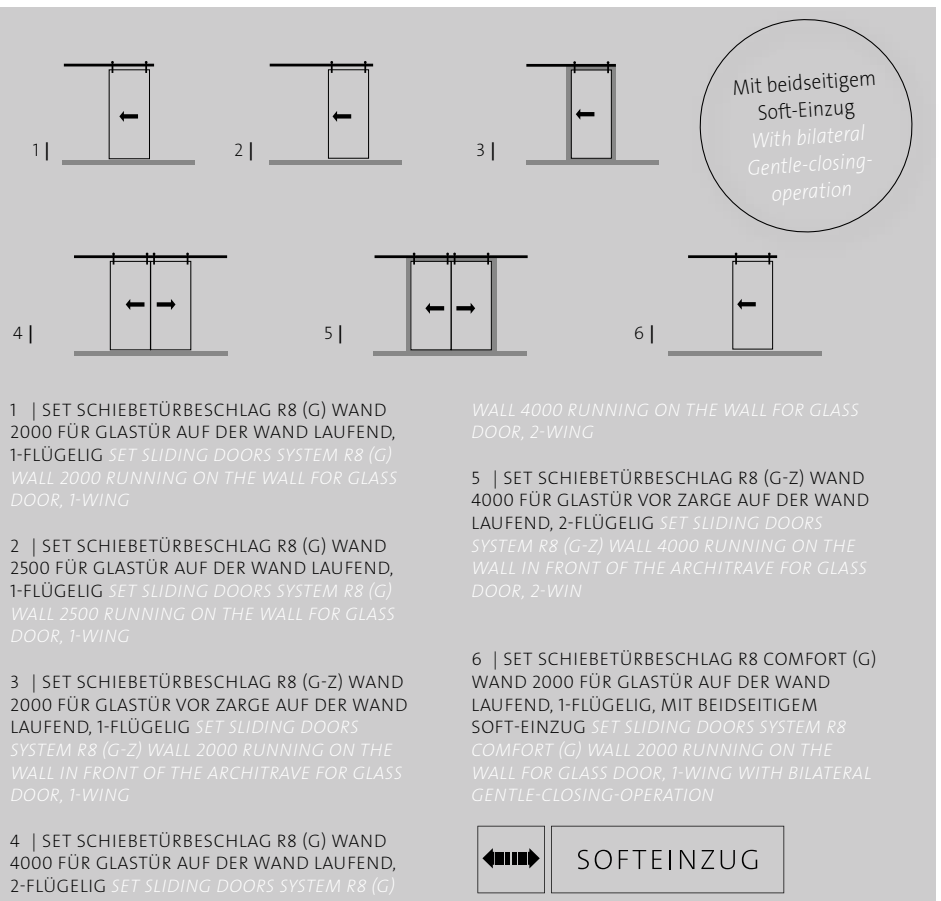 Mit beidseitigem
Soft-Einzug
With bilateral
Gentle-closing-
operation
1 |
2 |
3 |
4 |
5 |
6 |
1 | SET SCHIEBETÜRBESCHLAG R8 (G) WAND
2000 FÜR GLASTÜR AUF DER WAND LAUFEND,
1-FLÜGELIG SET SLIDING DOORS SYSTEM R8 (G)
WALL 2000 RUNNING ON THE WALL FOR GLASS
DOOR, 1-WING
2 | SET SCHIEBETÜRBESCHLAG R8 (G) WAND
2500 FÜR GLASTÜR AUF DER WAND LAUFEND,
1-FLÜGELIG SET SLIDING DOORS SYSTEM R8 (G)
WALL 2500 RUNNING ON THE WALL FOR GLASS
DOOR, 1-WING
3 | SET SCHIEBETÜRBESCHLAG R8 (G-Z) WAND
2000 FÜR GLASTÜR VOR ZARGE AUF DER WAND
LAUFEND, 1-FLÜGELIG SET SLIDING DOORS
SYSTEM R8 (G-Z) WALL 2000 RUNNING ON THE
WALL IN FRONT OF THE ARCHITRAVE FOR GLASS
DOOR, 1-WING
4 | SET SCHIEBETÜRBESCHLAG R8 (G) WAND
4000 FÜR GLASTÜR AUF DER WAND LAUFEND,
2-FLÜGELIG SET SLIDING DOORS SYSTEM R8 (G)
WALL 4000 RUNNING ON THE WALL FOR GLASS
DOOR, 2-WING
5 | SET SCHIEBETÜRBESCHLAG R8 (G-Z) WAND
4000 FÜR GLASTÜR VOR ZARGE AUF DER WAND
LAUFEND, 2-FLÜGELIG SET SLIDING DOORS
SYSTEM R8 (G-Z) WALL 4000 RUNNING ON THE
WALL IN FRONT OF THE ARCHITRAVE FOR GLASS
DOOR, 2-WIN
6 | SET SCHIEBETÜRBESCHLAG R8 COMFORT (G)
WAND 2000 FÜR GLASTÜR AUF DER WAND
LAUFEND, 1-FLÜGELIG, MIT BEIDSEITIGEM
SOFT-EINZUG SET SLIDING DOORS SYSTEM R8
COMFORT (G) WALL 2000 RUNNING ON THE
WALL FOR GLASS DOOR, 1-WING WITH BILATERAL
GENTLE-CLOSING-OPERATION
SOFTEINZUG